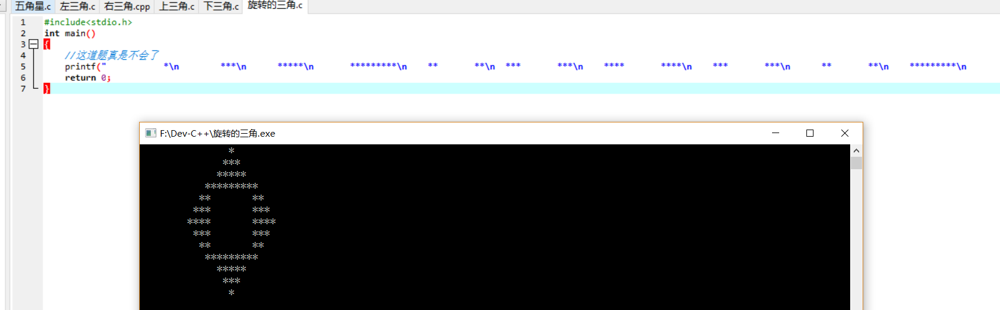 五角星.c 左三角.c 右三角.cpp 上三角.c 下三角.c 旋转的三角.c
1 #include<stdio.h>
2 int main()
3 {
4     //这道题真是不会了
5     printf("           *\n        ***\n      *****\n       *********\n    **       **\n  ***       ***\n    ****       ****\n    ***       ***\n      **       **\n    *********\n
6     return 0;
7 }
F:\Dev-C++\旋转的三角.exe
               *
              ***
             *****
           *********
          **       **
         ***       ***
        ****       ****
         ***       ***
          **       **
           *********
             *****
              ***
               *